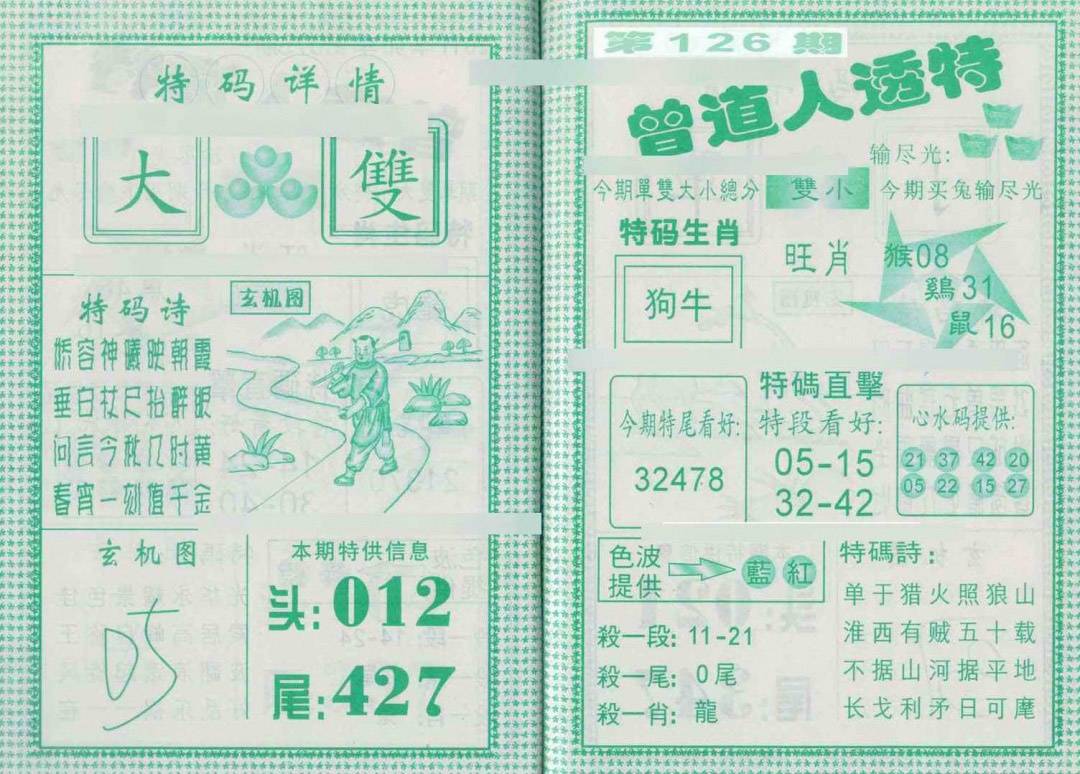 特码详情
大 雙
特码诗
玄机图
娇容神曦映朝霞
垂日杖尺抬醉眼
问言今秋几时黄
春宵一刻值千金
玄机图
本期特供信息
头:012
尾:427
第126期
曾道人透特
输尽光:
今期單雙大小總分 雙小 今期买兔输尽光
特码生肖
狗牛
旺肖
猴08
鷄31
鼠16
今期特尾看好:
32478
特碼直擊
特段看好:
05-15
32-42
心水码提供:
21 37 42 20
05 22 15 27
色波
提供
藍 紅
殺一段: 11-21
殺一尾: 0尾
殺一肖: 龍
特碼詩:
单于猎火照狼山
淮西有贼五十载
不据山河据平地
长戈利矛日可麾